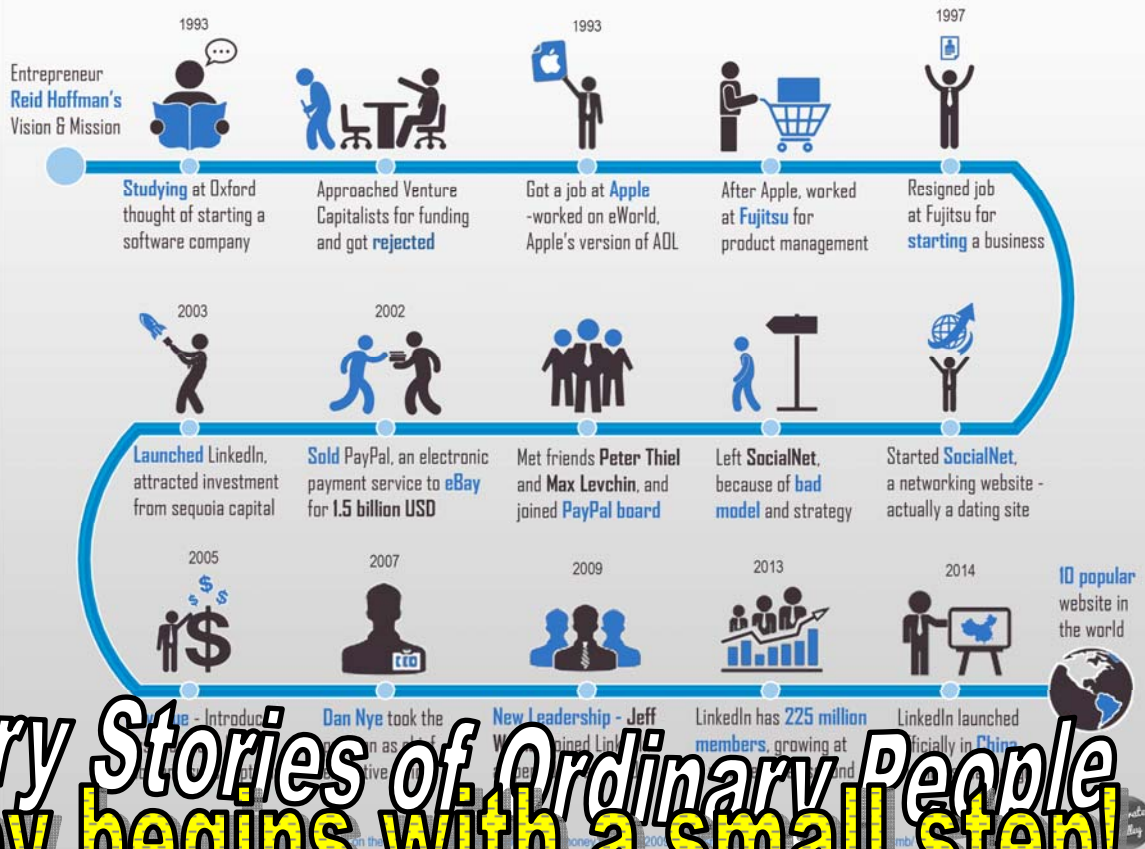 Entrepreneur
Reid Hoffman's
Vision & Mission
1993
Studying at Oxford
thought of starting a
software company
Approached Venture
Capitalists for funding
and got rejected
1993
Got a job at Apple
-worked on eWorld,
Apple's version of AOL
After Apple, worked
at Fujitsu for
product management
1997
Resigned job
at Fujitsu for
starting a business
Started SocialNet,
a networking website -
actually a dating site
Left SocialNet,
because of bad
model and strategy
Met friends Peter Thiel
and Max Levchin, and
joined PayPal board
2002
Sold PayPal, an electronic
payment service to eBay
for 1.5 billion USD
2003
Launched LinkedIn,
attracted investment
from sequoia capital
2005
- Introduc
2007
CEO
Dan Nye took the
2009
New Leadership - Jeff
2013
LinkedIn has 225 million
members, growing at
2014
LinkedIn launched
officially in China
10 popular
website in
the world
ry Stories of Ordinary People
begins with a small step!